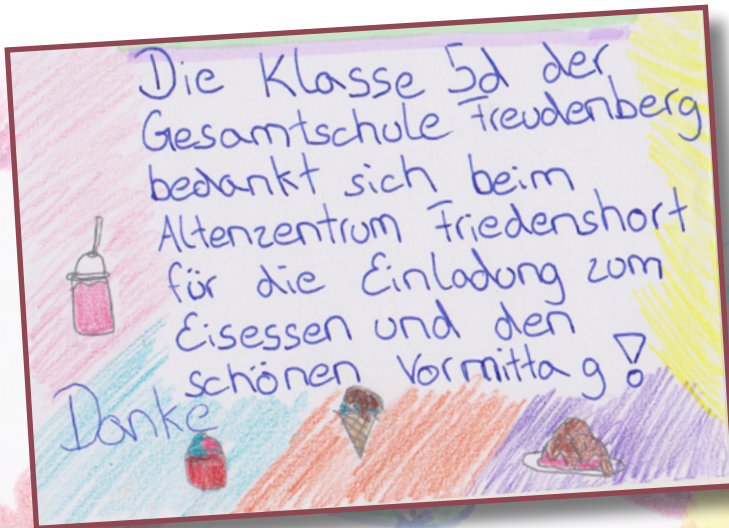 Die Klasse 5d der
Gesamtschule Freudenberg
bedankt sich beim
Altenzentrum Friedenshort
für die Einladung zum
Eisessen und den
schönen Vormittag!
Danke